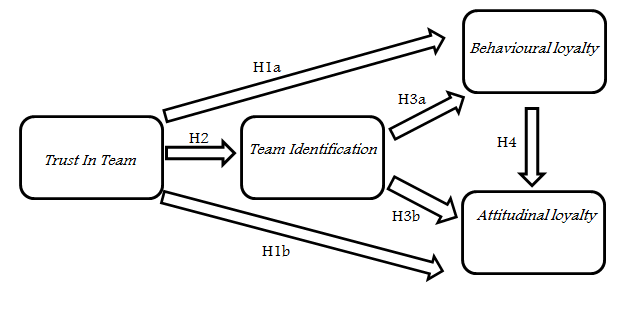 Behavioural loyalty
H1a
H3a
H2
Trust In Team
Team Identification
H4
H3b
Attitudinal loyalty
H1b